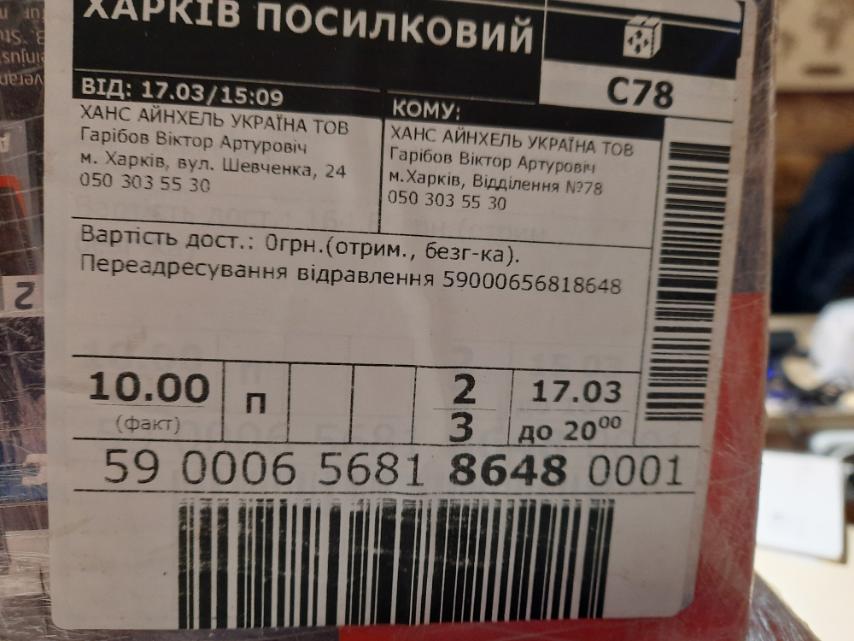 ХАРКІВ ПОСИЛКОВИЙ
С78
ВІД: 17.03/15:09
ХАНС АЙНХЕЛЬ УКРАЇНА ТОВ
Гарібов Віктор Артуровіч
м. Харків, вул. Шевченка, 24
050 303 55 30
КОМУ:
ХАНС АЙНХЕЛЬ УКРАЇНА ТОВ
Гарібов Віктор Артуровіч
м.Харків, Відділення №78
050 303 55 30
Вартість дост.: 0грн.(отрим., безг-ка).
Переадресування відравлення 59000656818648
10.00
(факт)
П
2
3
17.03
до 20⁰⁰
59 0006 5681 8648 0001
2